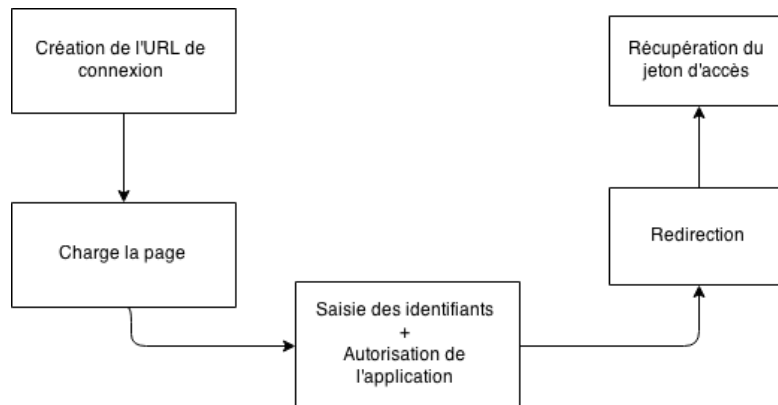 Création de l'URL de
connexion
Charge la page
Saisie des identifiants
+
Autorisation de
l'application
Redirection
Récupération du
jeton d'accès